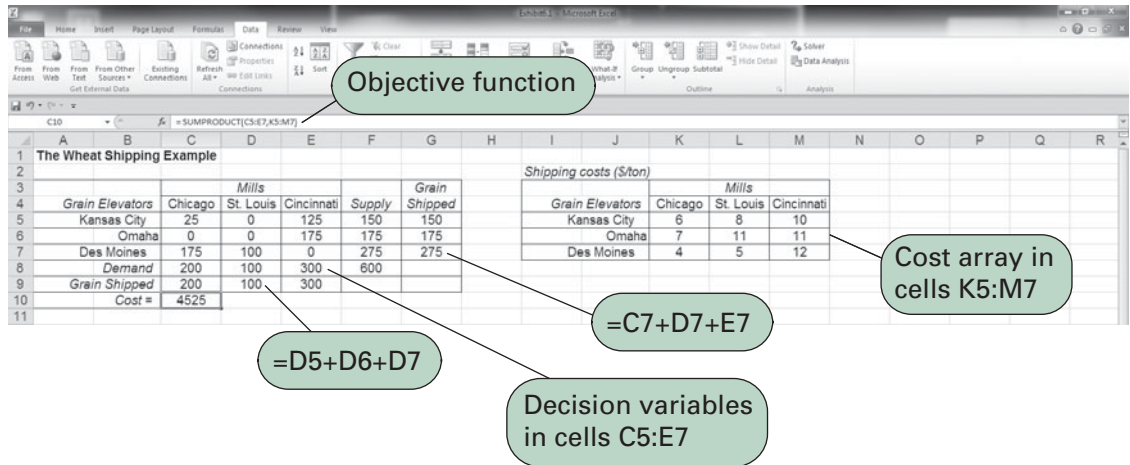 Exhibit6.1 - Microsoft Excel
File Home Insert Page Layout Formulas Data Review View
From Access From Web From Text From Other Sources Existing Connections Refresh All Connections Properties Edit Links Sort Clear What-If Analysis Group Ungroup Subtotal Show Detail Hide Detail Solver Data Analysis
Get External Data Connections Outline Analysis
Objective function
C10 fx =SUMPRODUCT(C5:E7,K5:M7)
A B C D E F G H I J K L M N O P Q R
1 The Wheat Shipping Example
2 Shipping costs ($/ton)
3 Mills Grain Mills
4 Grain Elevators Chicago St. Louis Cincinnati Supply Shipped Grain Elevators Chicago St. Louis Cincinnati
5 Kansas City 25 0 125 150 150 Kansas City 6 8 10
6 Omaha 0 0 175 175 175 Omaha 7 11 11
7 Des Moines 175 100 0 275 275 Des Moines 4 5 12
8 Demand 200 100 300 600
9 Grain Shipped 200 100 300
10 Cost = 4525
11
Cost array in
cells K5:M7
=C7+D7+E7
=D5+D6+D7
Decision variables
in cells C5:E7